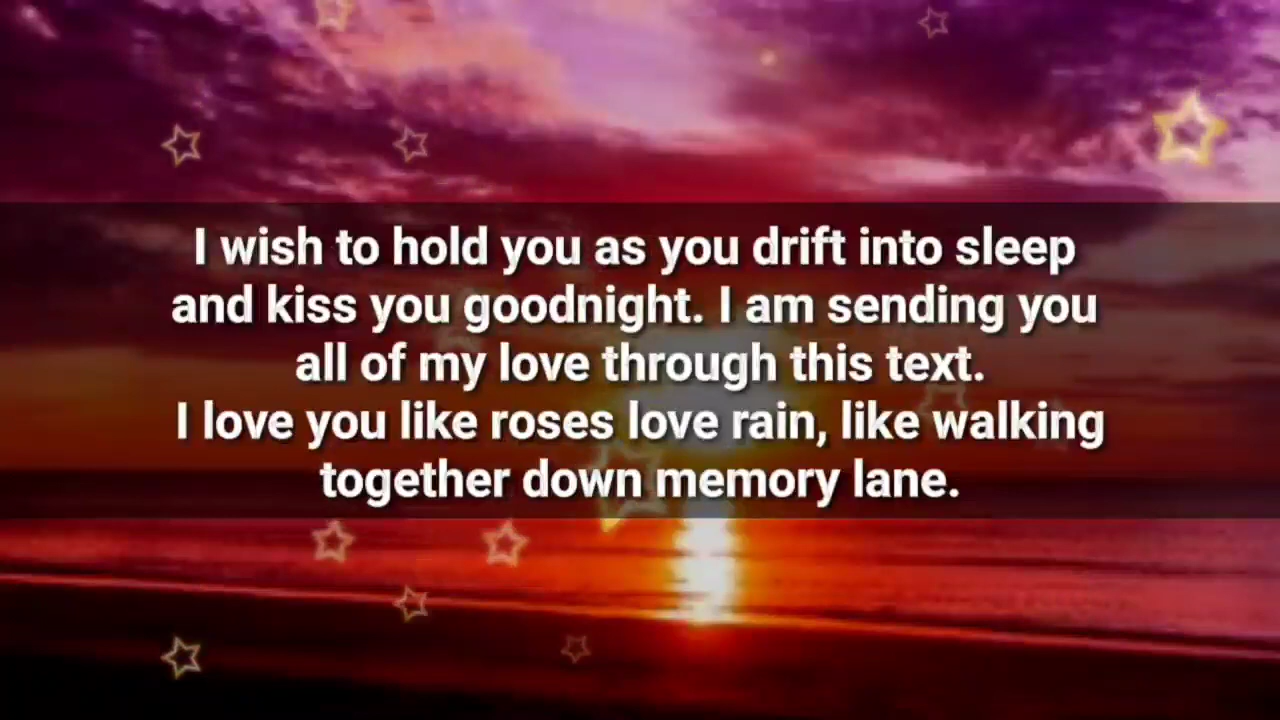 I wish to hold you as you drift into sleep
and kiss you goodnight. I am sending you
all of my love through this text.
I love you like roses love rain, like walking
together down memory lane.